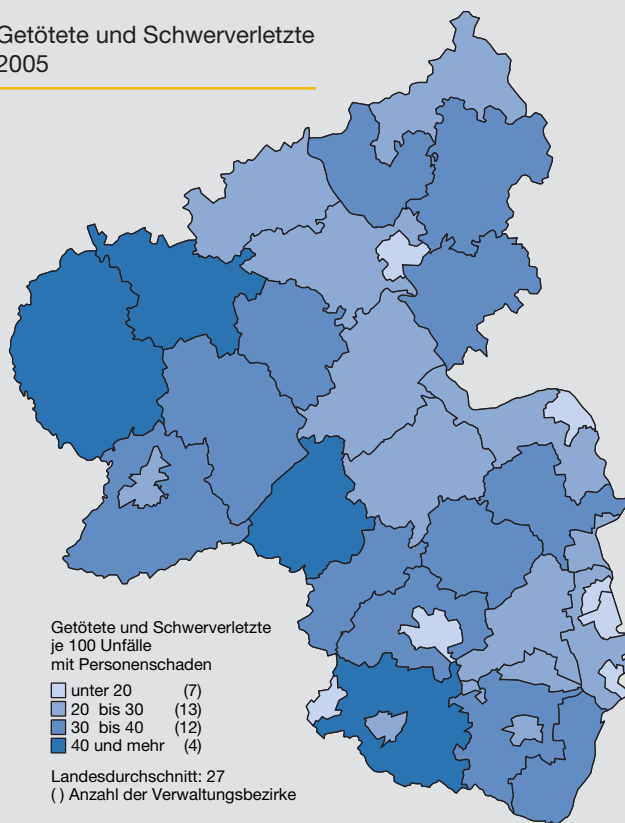 Getötete und Schwerverletzte
2005
Getötete und Schwerverletzte
je 100 Unfälle
mit Personenschaden
unter 20 (7)
20 bis 30 (13)
30 bis 40 (12)
40 und mehr (4)
Landesdurchschnitt: 27
( ) Anzahl der Verwaltungsbezirke